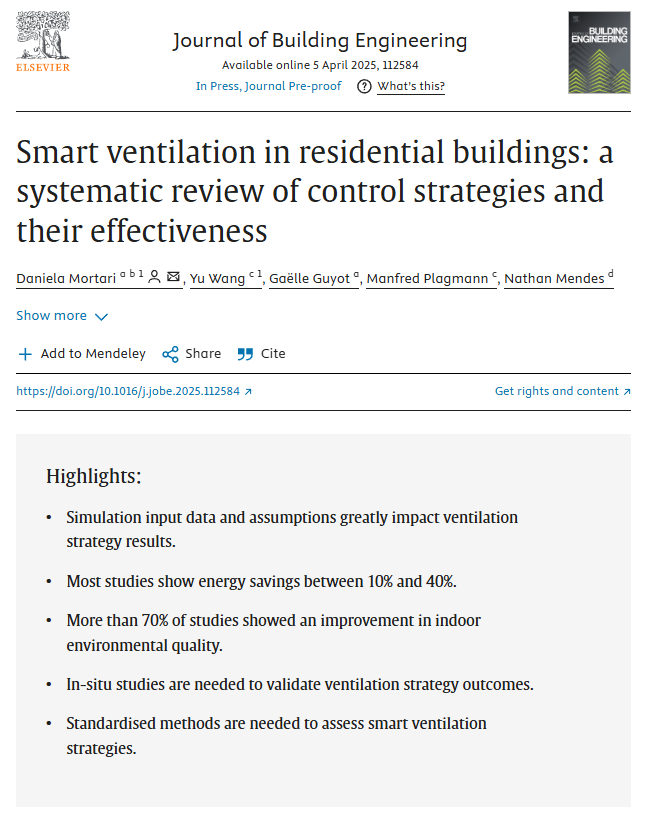 ELSEVIER
Journal of Building Engineering
Available online 5 April 2025, 112584
In Press, Journal Pre-proof ? What's this?
BUILDING
ENGINEERING
Smart ventilation in residential buildings: a
systematic review of control strategies and
their effectiveness
Daniela Mortari a b 1, Yu Wang c 1, Gaëlle Guyot a, Manfred Plagmann c, Nathan Mendes d
Show more
Add to Mendeley Share Cite
https://doi.org/10.1016/j.jobe.2025.112584 ↗ Get rights and content ↗
Highlights:
• Simulation input data and assumptions greatly impact ventilation
strategy results.
• Most studies show energy savings between 10% and 40%.
• More than 70% of studies showed an improvement in indoor
environmental quality.
• In-situ studies are needed to validate ventilation strategy outcomes.
• Standardised methods are needed to assess smart ventilation
strategies.